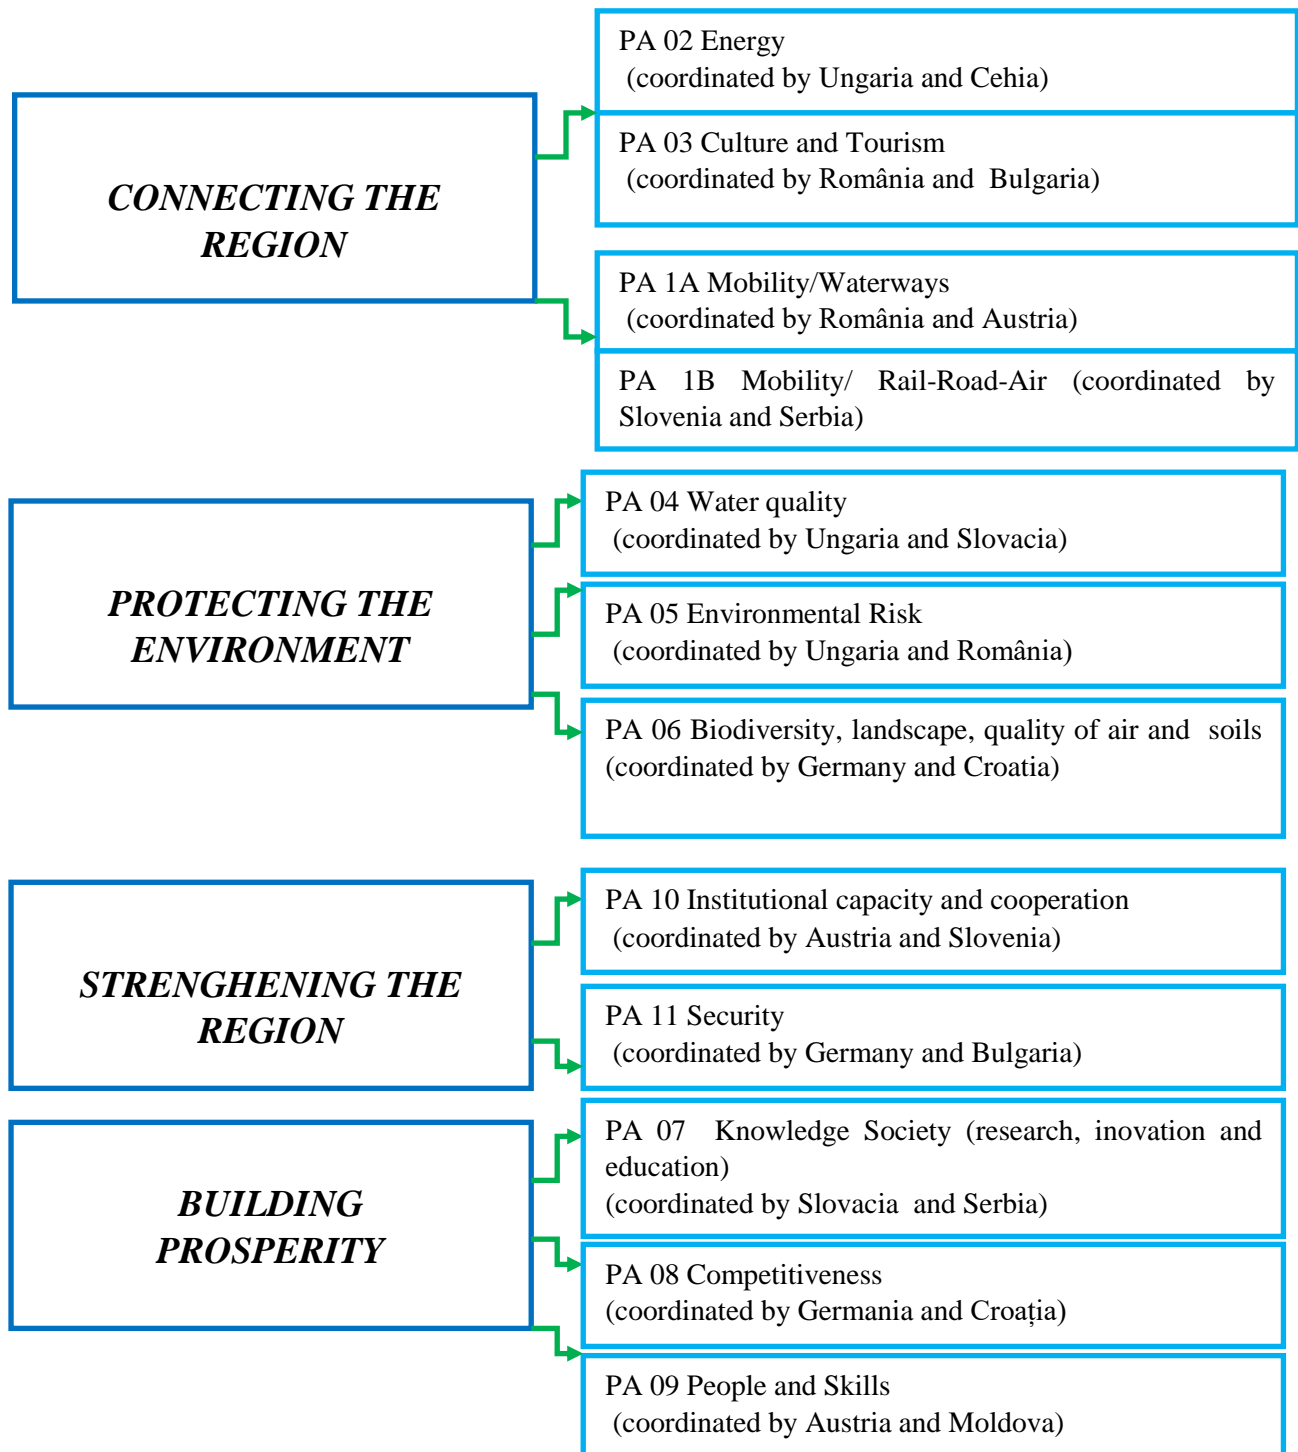 PA 02 Energy
(coordinated by Ungaria and Cehia)
PA 03 Culture and Tourism
(coordinated by România and Bulgaria)
CONNECTING THE
REGION
PA 1A Mobility/Waterways
(coordinated by România and Austria)
PA 1B Mobility/ Rail-Road-Air (coordinated by
Slovenia and Serbia)
PA 04 Water quality
(coordinated by Ungaria and Slovacia)
PROTECTING THE
ENVIRONMENT
PA 05 Environmental Risk
(coordinated by Ungaria and România)
PA 06 Biodiversity, landscape, quality of air and soils
(coordinated by Germany and Croatia)
STRENGHENING THE
REGION
PA 10 Institutional capacity and cooperation
(coordinated by Austria and Slovenia)
PA 11 Security
(coordinated by Germany and Bulgaria)
BUILDING
PROSPERITY
PA 07 Knowledge Society (research, inovation and
education)
(coordinated by Slovacia and Serbia)
PA 08 Competitiveness
(coordinated by Germania and Croația)
PA 09 People and Skills
(coordinated by Austria and Moldova)